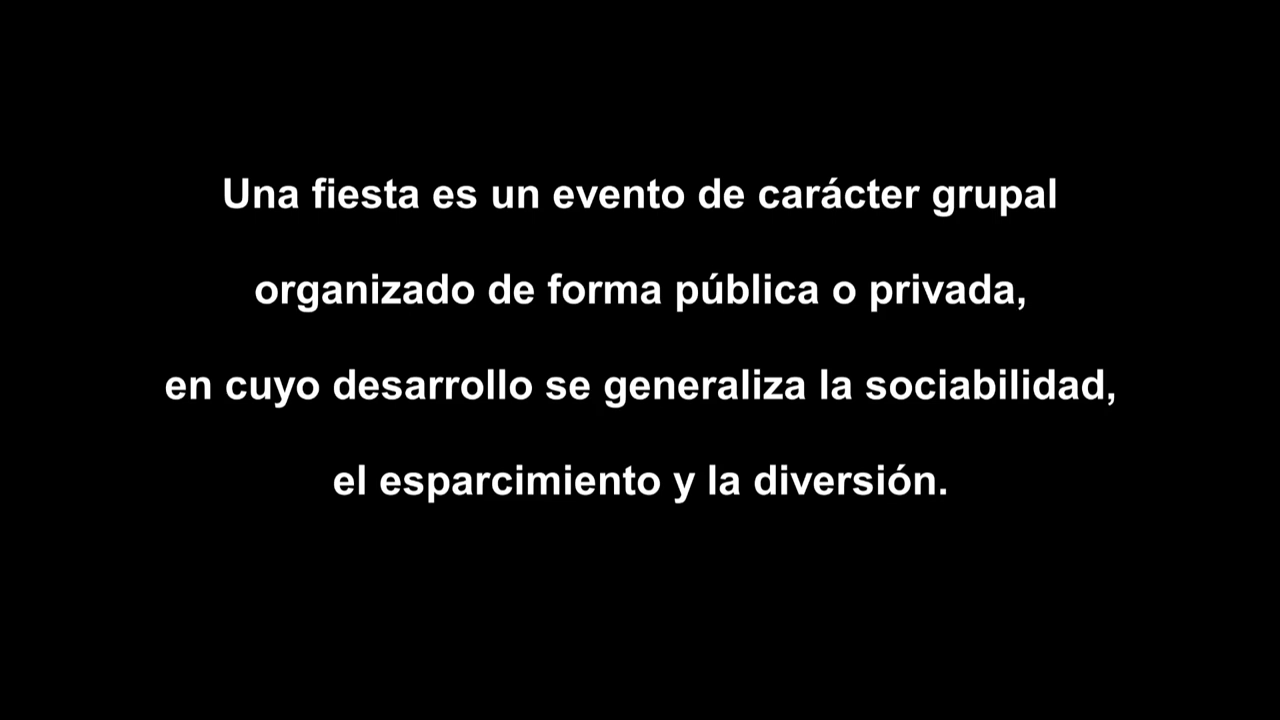 Una fiesta es un evento de carácter grupal
organizado de forma pública o privada,
en cuyo desarrollo se generaliza la sociabilidad,
el esparcimiento y la diversión.